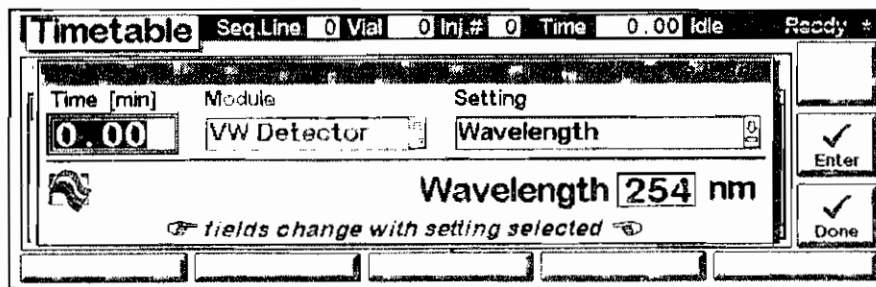 Timetable Seq.Line 0 Vial 0 Inj.# 0 Time 0.00 Idle Ready *
Time [min] Module Setting
0.00 VW Detector Wavelength
Enter
Wavelength 254 nm
fields change with setting selected
Done